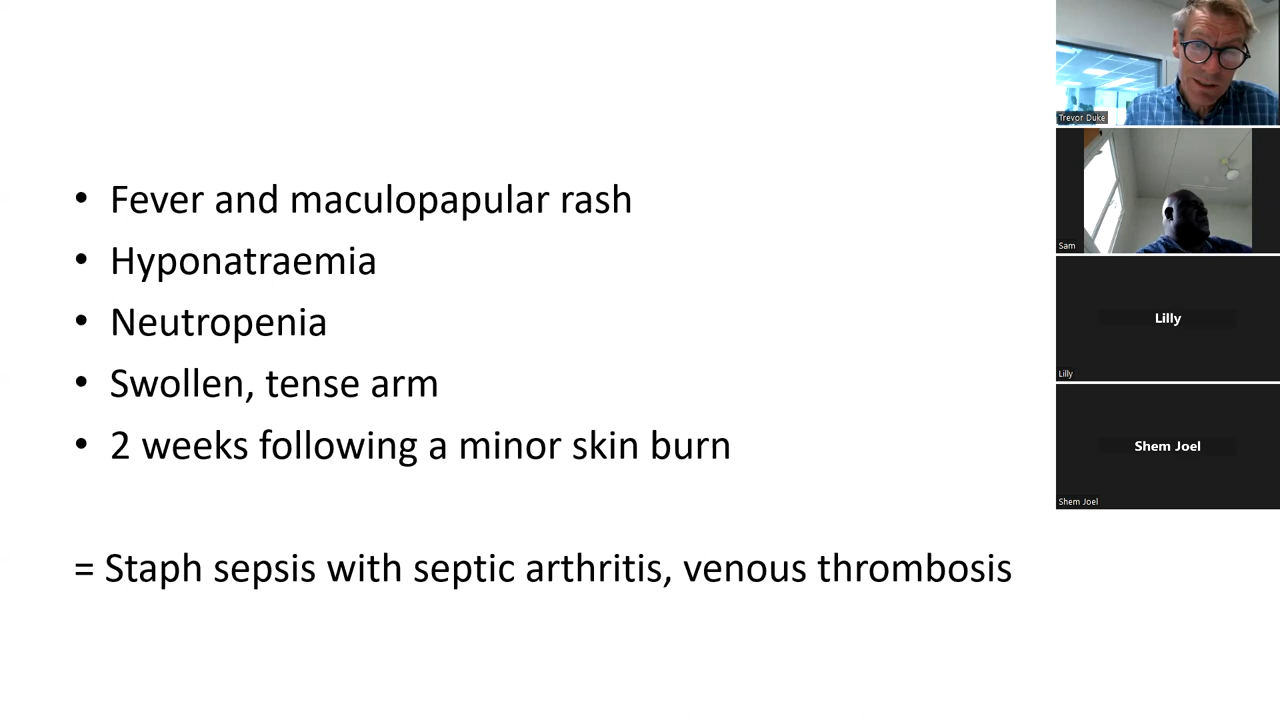 • Fever and maculopapular rash
• Hyponatraemia
• Neutropenia
• Swollen, tense arm
• 2 weeks following a minor skin burn
= Staph sepsis with septic arthritis, venous thrombosis
Trevor Duke
Sam
Lilly
Lilly
Shem Joel
Shem Joel